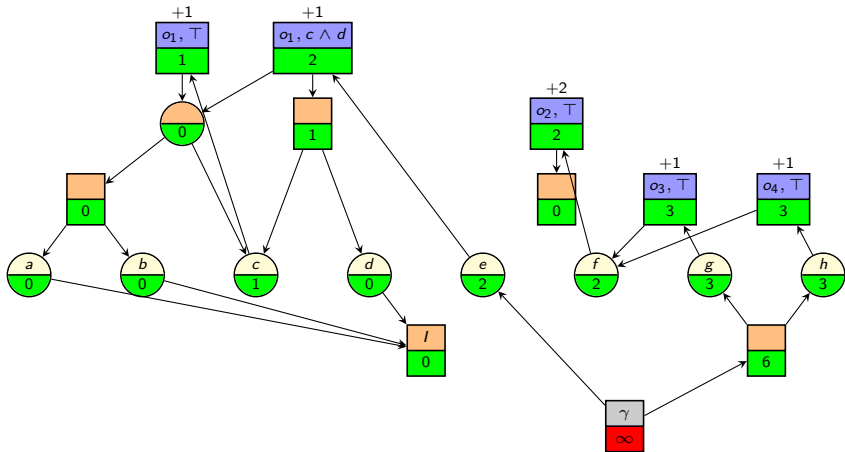 +1 +1
o₁, ⊤ o₁, c ∧ d
1 2
+2
o₂, ⊤
0 1 2
+1 +1
o₃, ⊤ o₄, ⊤
0 0 3 3
a b c d e f g h
0 0 1 0 2 2 3 3
I
0 6
γ
∞